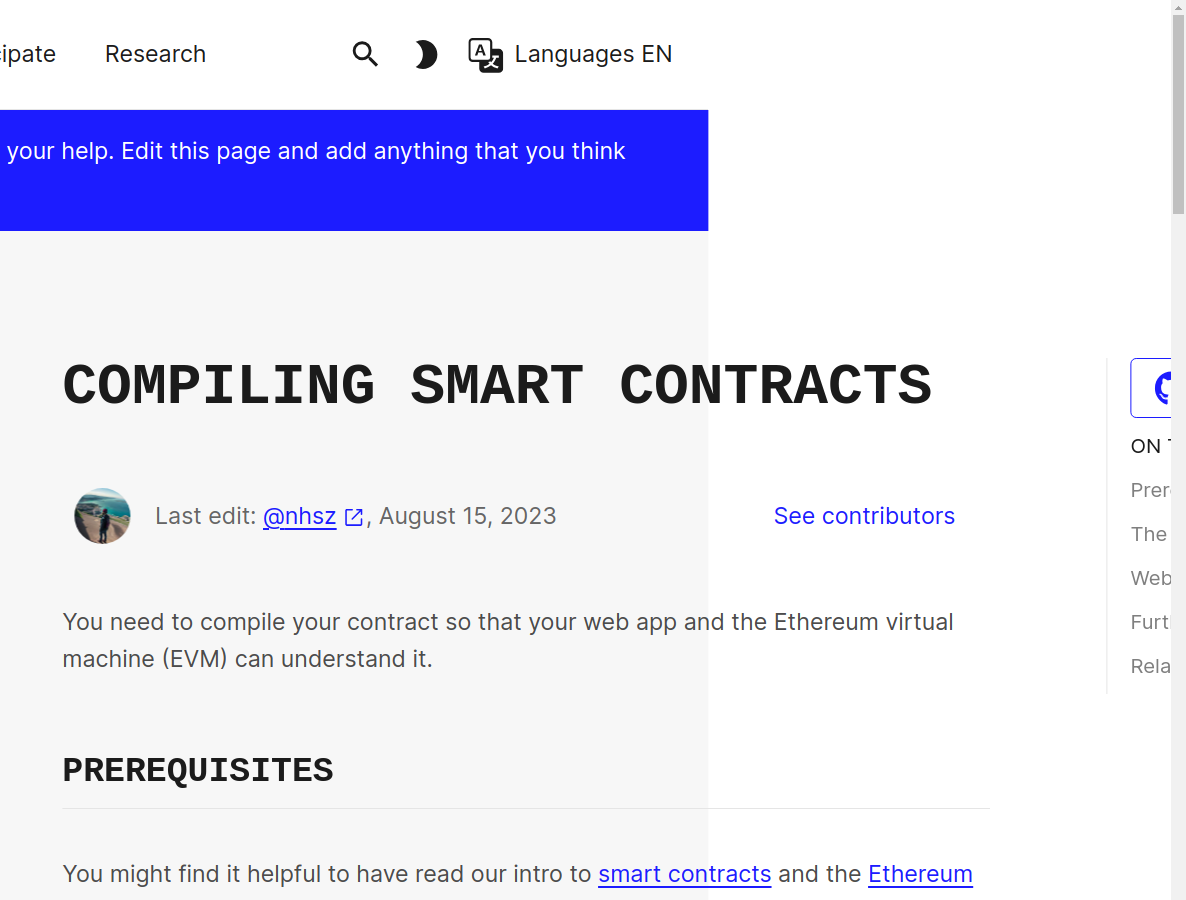 cipate Research Languages EN
your help. Edit this page and add anything that you think
COMPILING SMART CONTRACTS
Last edit: @nhsz, August 15, 2023 See contributors
You need to compile your contract so that your web app and the Ethereum virtual
machine (EVM) can understand it.
PREREQUISITES
You might find it helpful to have read our intro to smart contracts and the Ethereum
ON
The
Web